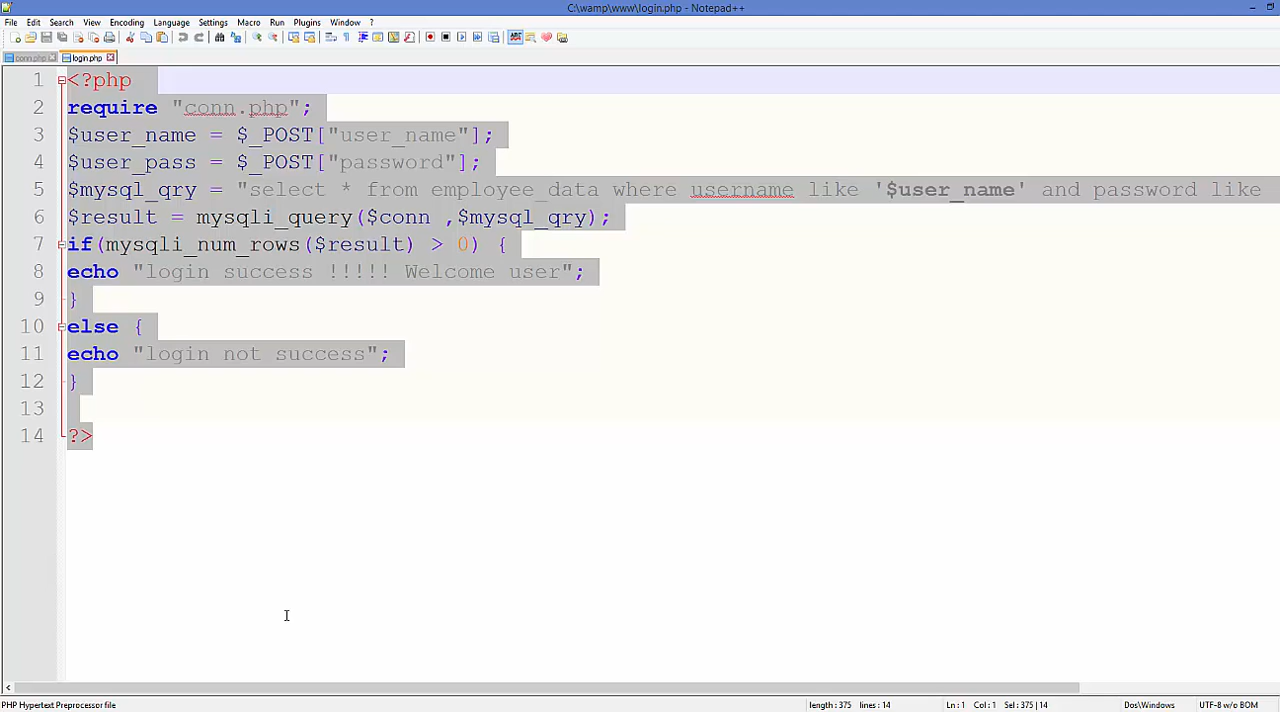 C:\wamp\www\login.php - Notepad++
File Edit Search View Encoding Language Settings Macro Run Plugins Window ?
conn.php login.php
1 <?php
2 require "conn.php";
3 $user_name = $_POST["user_name"];
4 $user_pass = $_POST["password"];
5 $mysql_qry = "select * from employee_data where username like '$user_name' and password like
6 $result = mysqli_query($conn ,$mysql_qry);
7 if(mysqli_num_rows($result) > 0) {
8 echo "login success !!!!! Welcome user";
9 }
10 else {
11 echo "login not success";
12 }
13
14 ?>
PHP Hypertext Preprocessor file length : 375 lines : 14 Ln : 1 Col : 1 Sel : 375 | 14 Dos\Windows UTF-8 w/o BOM